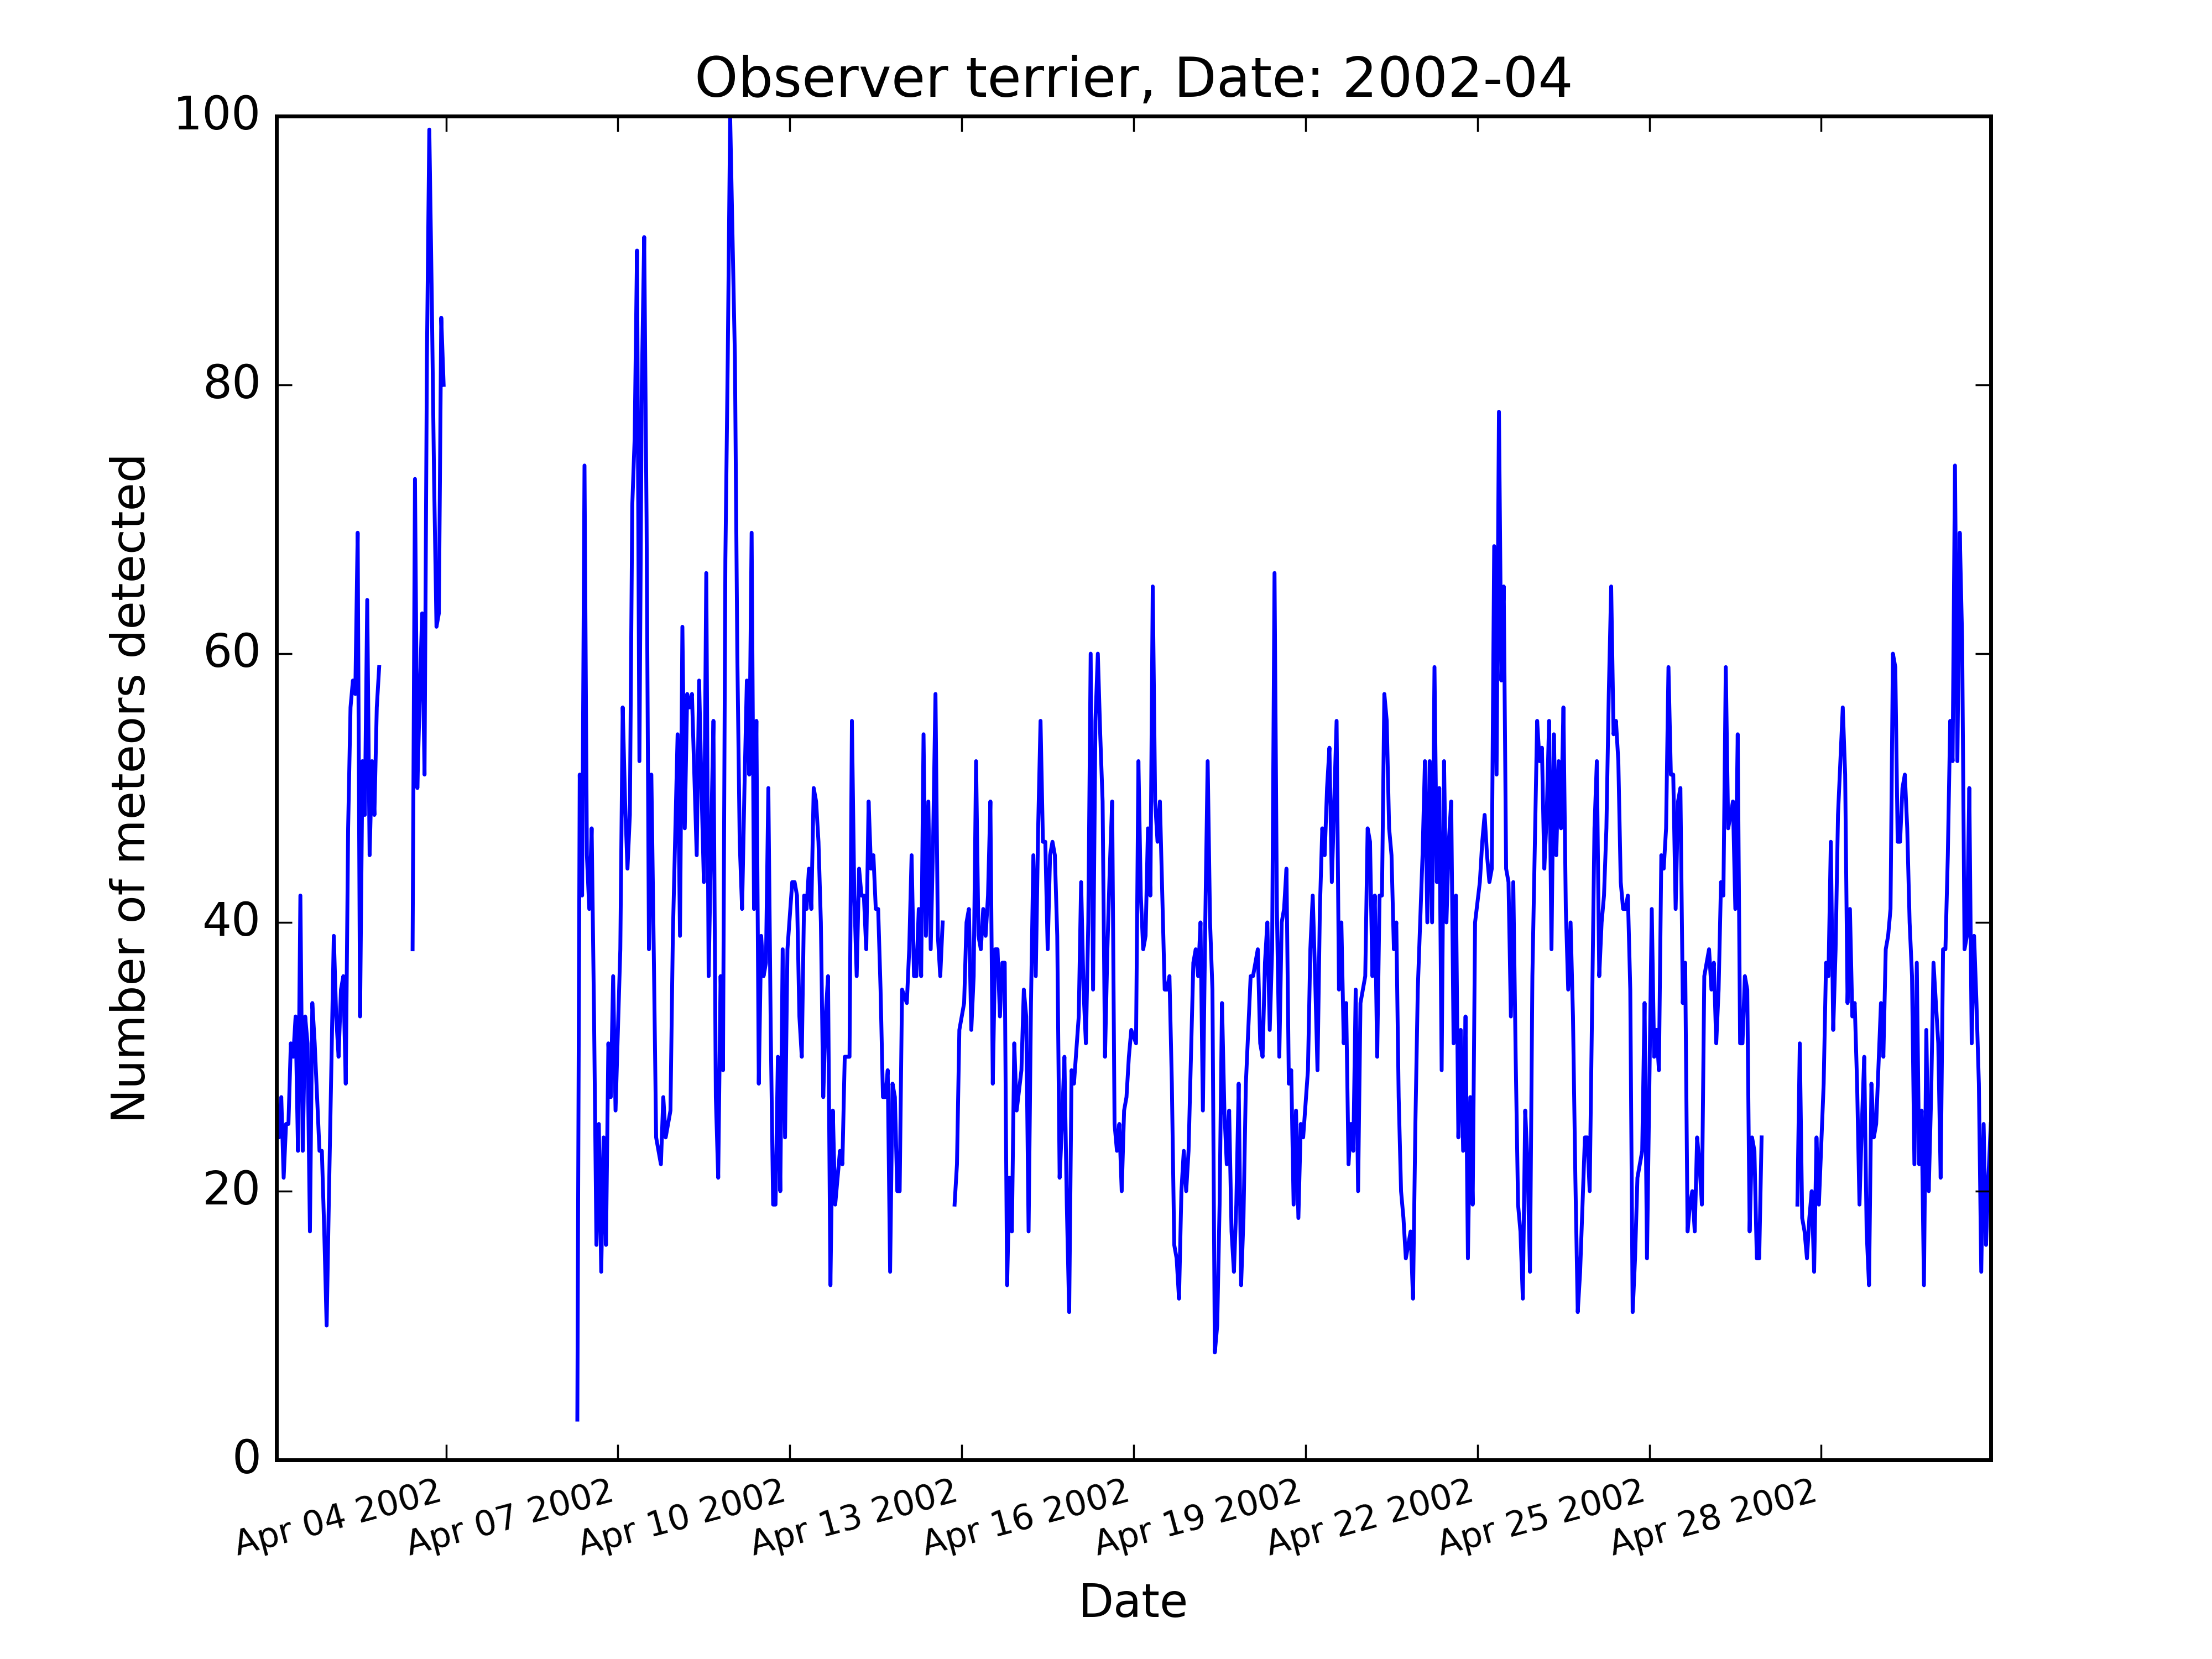 Observer terrier, Date: 2002-04
100
80
60
40
20
0
Number of meteors detected
Apr 04 2002
Apr 07 2002
Apr 10 2002
Apr 13 2002
Apr 16 2002
Apr 19 2002
Apr 22 2002
Apr 25 2002
Apr 28 2002
Date